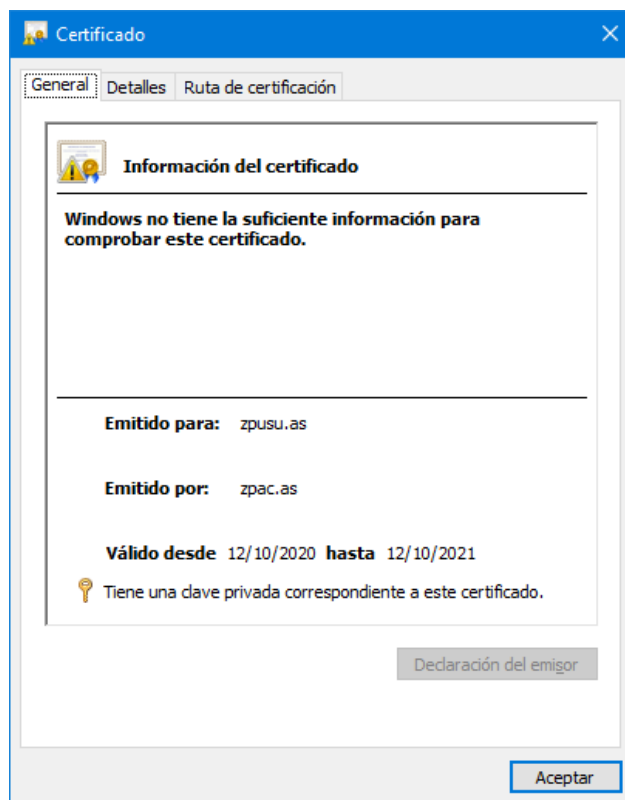 Certificado
General Detalles Ruta de certificación
Información del certificado
Windows no tiene la suficiente información para
comprobar este certificado.
Emitido para: zpusu.as
Emitido por: zpac.as
Válido desde 12/10/2020 hasta 12/10/2021
Tiene una clave privada correspondiente a este certificado.
Declaración del emisor
Aceptar